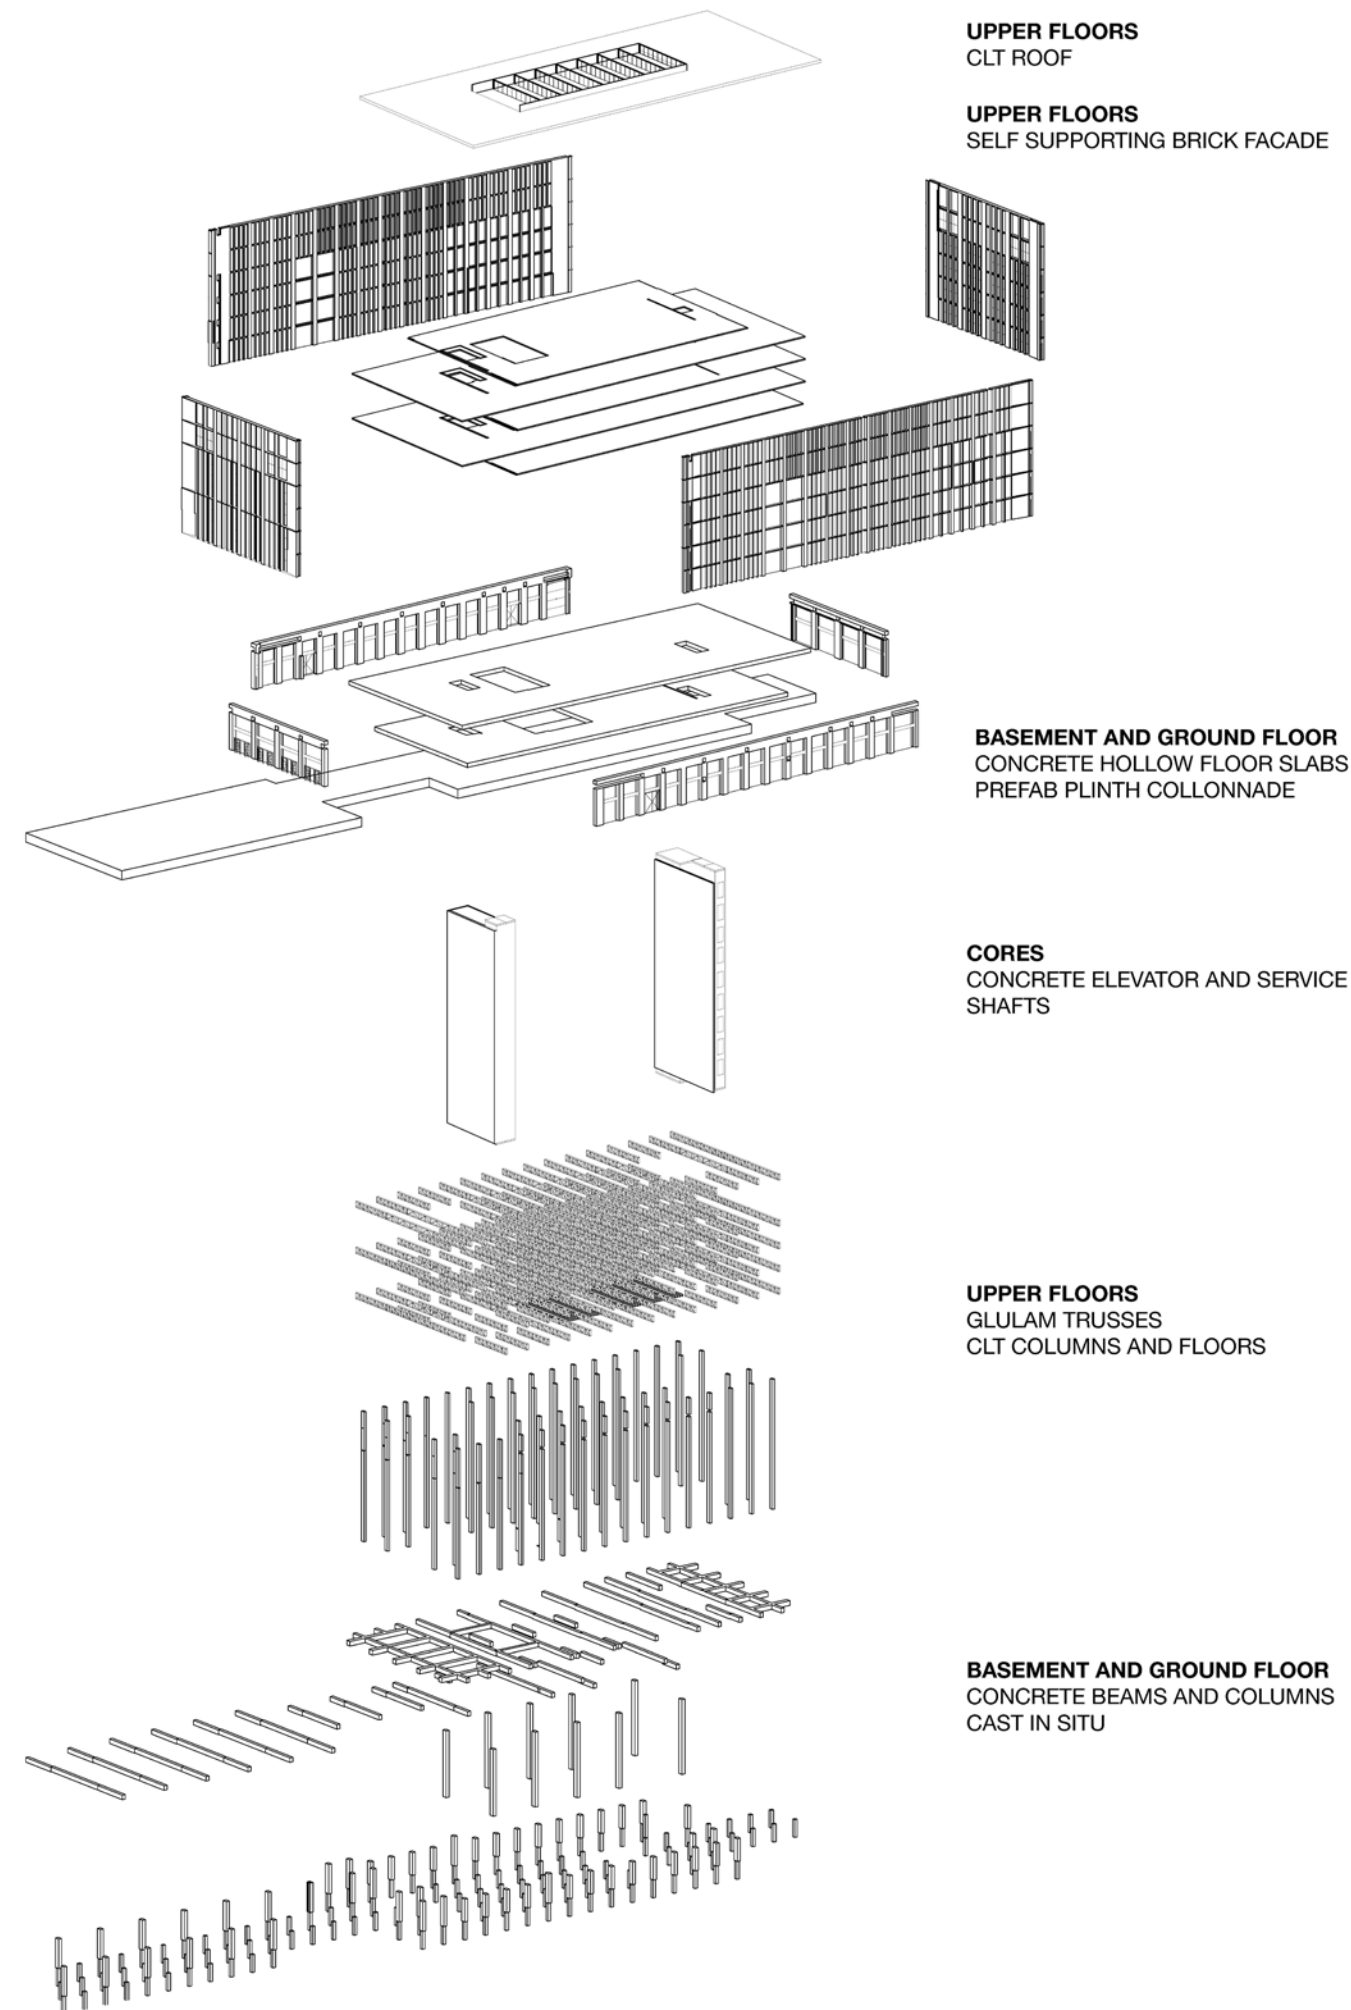 UPPER FLOORS
CLT ROOF
UPPER FLOORS
SELF SUPPORTING BRICK FACADE
BASEMENT AND GROUND FLOOR
CONCRETE HOLLOW FLOOR SLABS
PREFAB PLINTH COLLONNADE
CORES
CONCRETE ELEVATOR AND SERVICE
SHAFTS
UPPER FLOORS
GLULAM TRUSSES
CLT COLUMNS AND FLOORS
BASEMENT AND GROUND FLOOR
CONCRETE BEAMS AND COLUMNS
CAST IN SITU